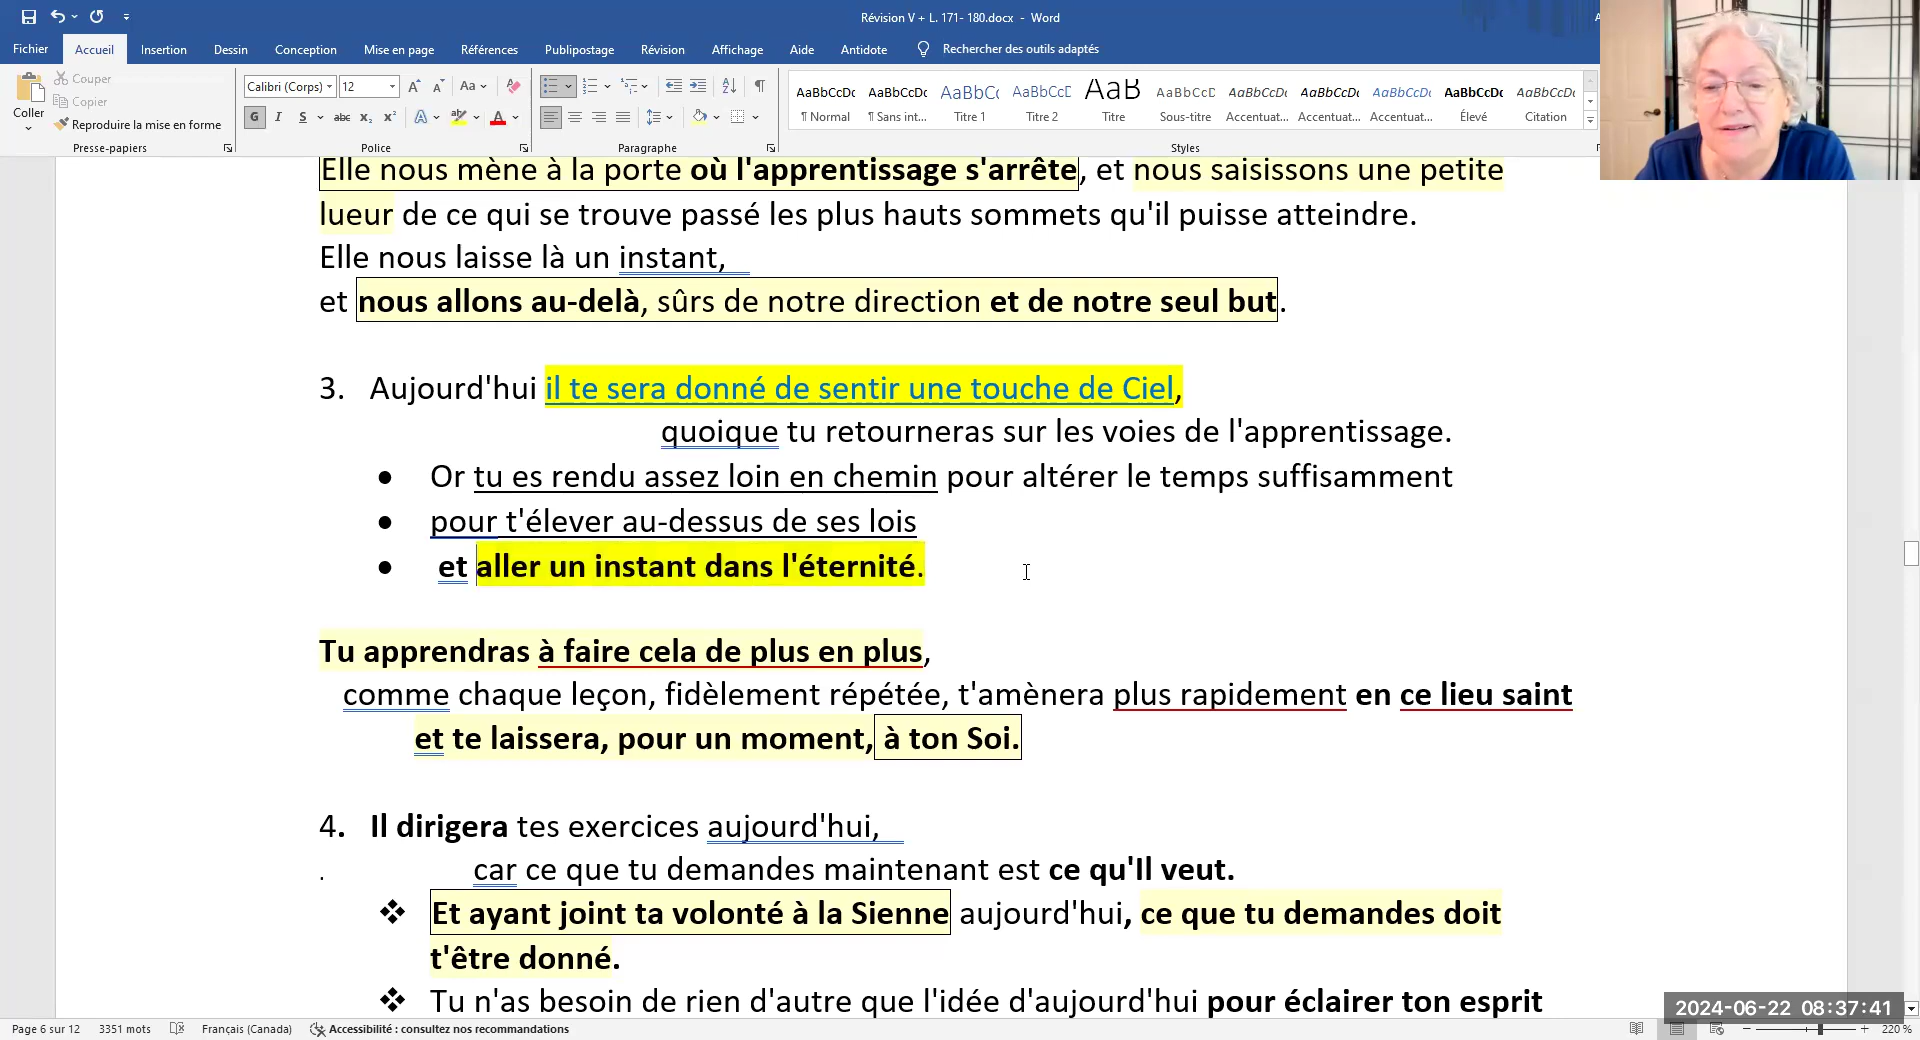 Révision V + L. 171- 180.docx - Word
Fichier Accueil Insertion Dessin Conception Mise en page Références Publipostage Révision Affichage Aide Antidote Rechercher des outils adaptés
Coller
Couper
Copier
Reproduire la mise en forme
Presse-papiers
Calibri (Corps) 12
Police
Paragraphe
AaBbCcDc AaBbCcDc AaBbCc AaBbCcD AaB AaBbCcD AaBbCcDc AaBbCcDc AaBbCcDc AaBbCcDc AaBbCcDc
¶ Normal ¶ Sans int... Titre 1 Titre 2 Titre Sous-titre Accentuat... Accentuat... Accentuat... Élevé Citation
Styles
Elle nous mène à la porte où l'apprentissage s'arrête, et nous saisissons une petite
lueur de ce qui se trouve passé les plus hauts sommets qu'il puisse atteindre.
Elle nous laisse là un instant,
et nous allons au-delà, sûrs de notre direction et de notre seul but.
3. Aujourd'hui il te sera donné de sentir une touche de Ciel,
quoique tu retourneras sur les voies de l'apprentissage.
● Or tu es rendu assez loin en chemin pour altérer le temps suffisamment
● pour t'élever au-dessus de ses lois
● et aller un instant dans l'éternité.
Tu apprendras à faire cela de plus en plus,
comme chaque leçon, fidèlement répétée, t'amènera plus rapidement en ce lieu saint
et te laissera, pour un moment, à ton Soi.
4. Il dirigera tes exercices aujourd'hui,
. car ce que tu demandes maintenant est ce qu'Il veut.
❖ Et ayant joint ta volonté à la Sienne aujourd'hui, ce que tu demandes doit
t'être donné.
❖ Tu n'as besoin de rien d'autre que l'idée d'aujourd'hui pour éclairer ton esprit
2024-06-22 08:37:41
Page 6 sur 12 3351 mots Français (Canada) Accessibilité : consultez nos recommandations 220 %